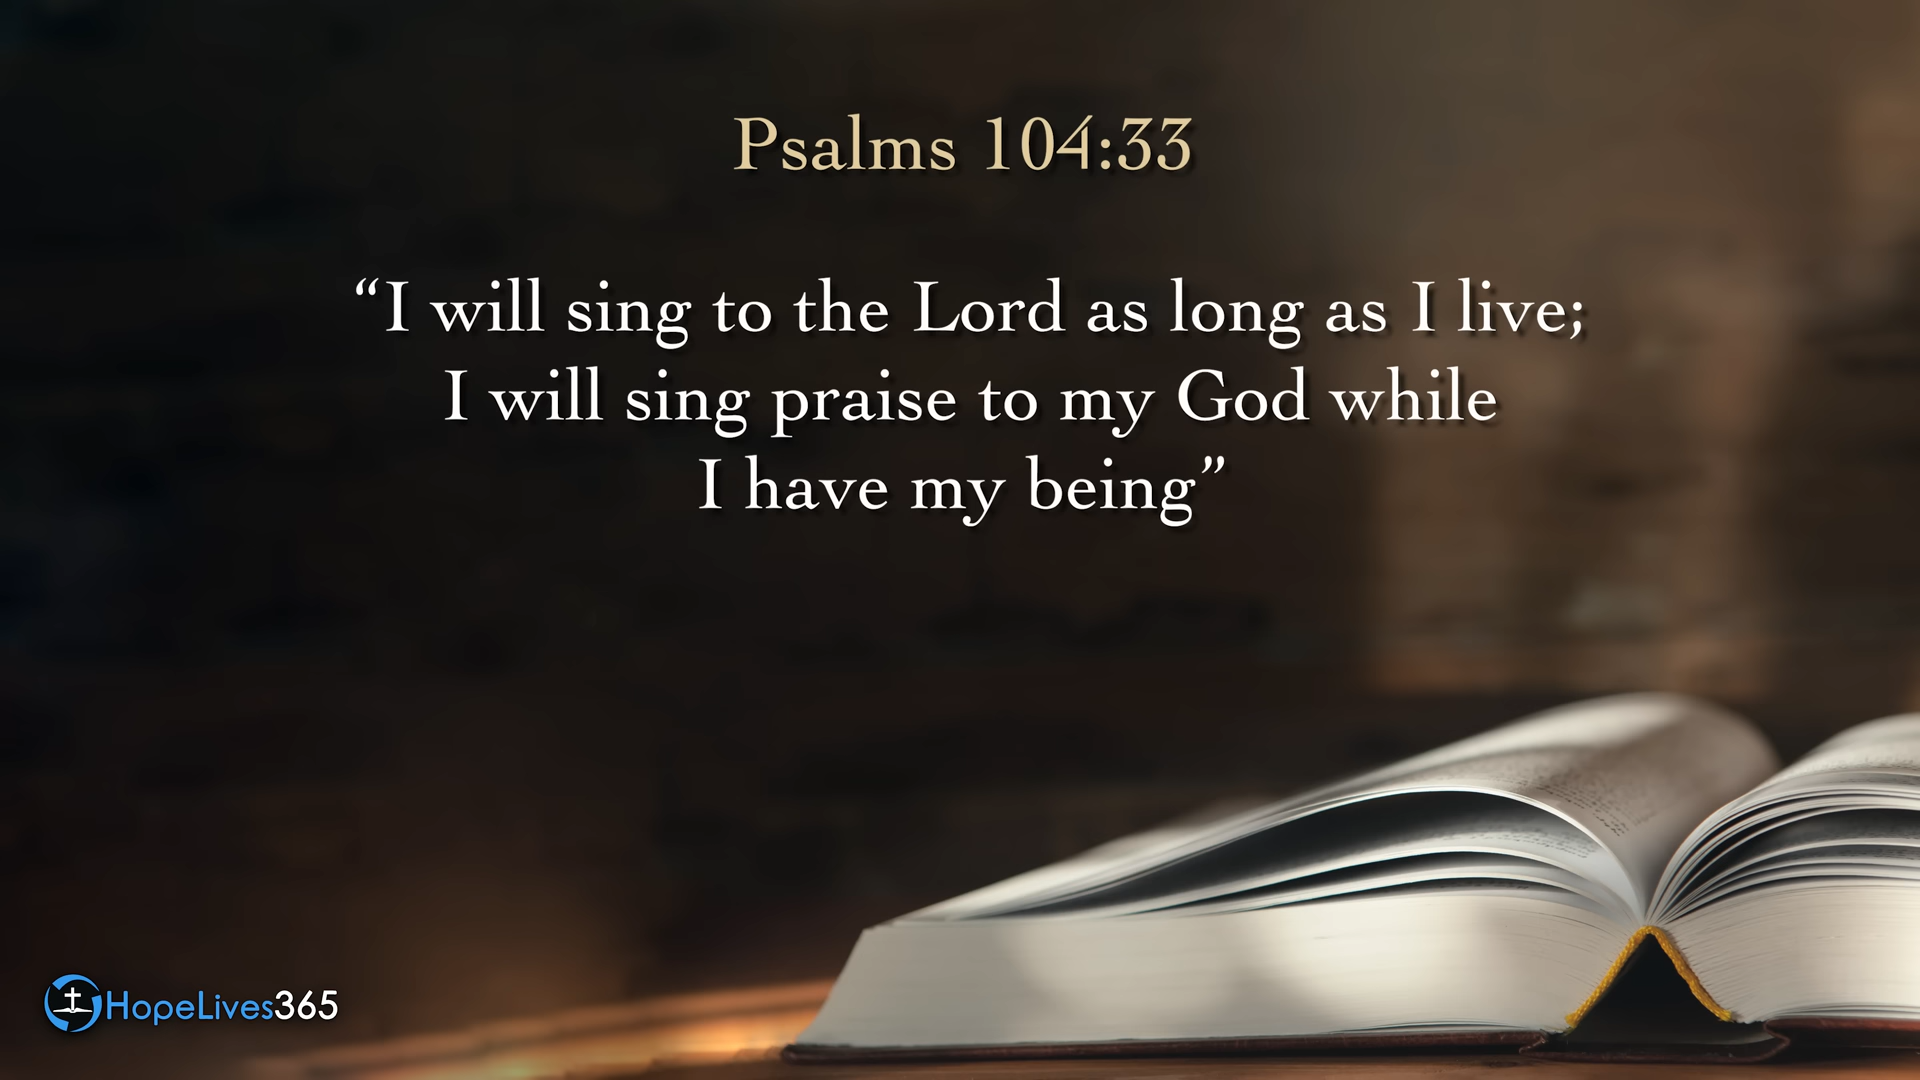 Psalms 104:33
“I will sing to the Lord as long as I live;
I will sing praise to my God while
I have my being”
HopeLives365